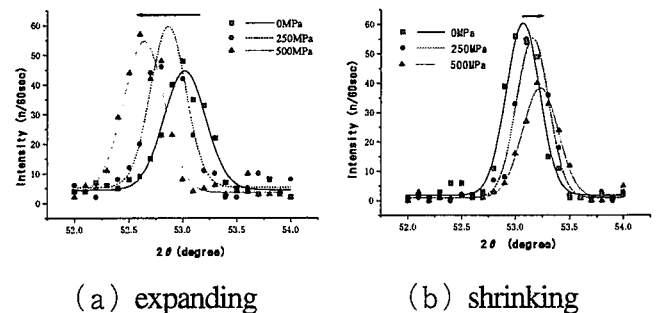 60
50
40
30
20
10
0
Intensity (n/60sec)
0MPa
250MPa
500MPa
52.0 52.5 53.0 53.5 54.0
2θ (degree)
(a) expanding
60
50
40
30
20
10
0
Intensity (n/60sec)
0MPa
250MPa
500MPa
52.0 52.5 53.0 53.5 54.0
2θ (degree)
(b) shrinking